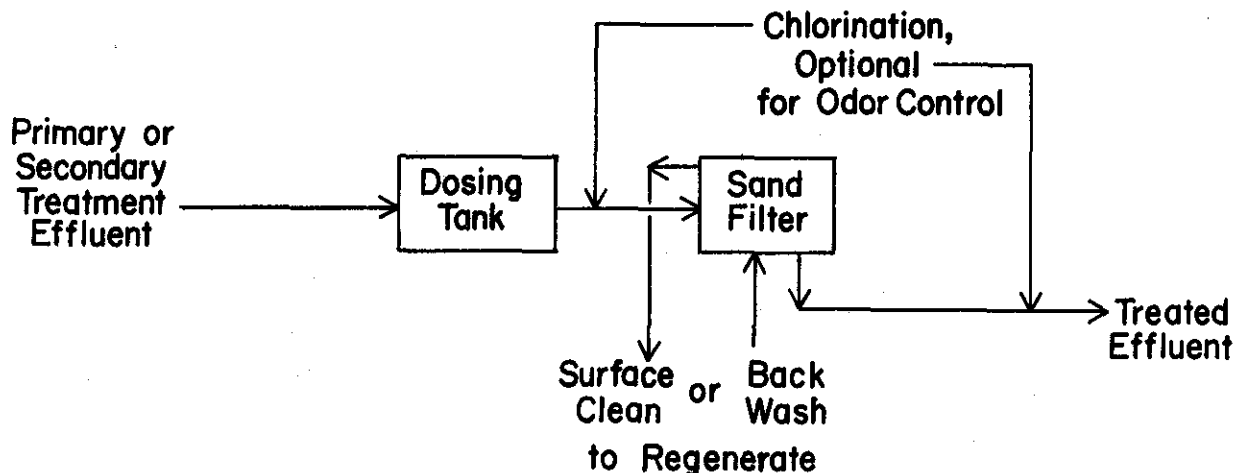 Chlorination,
Optional
for Odor Control
Primary or
Secondary
Treatment
Effluent
Dosing
Tank
Sand
Filter
Treated
Effluent
Surface
Clean
or
Back
Wash
to Regenerate